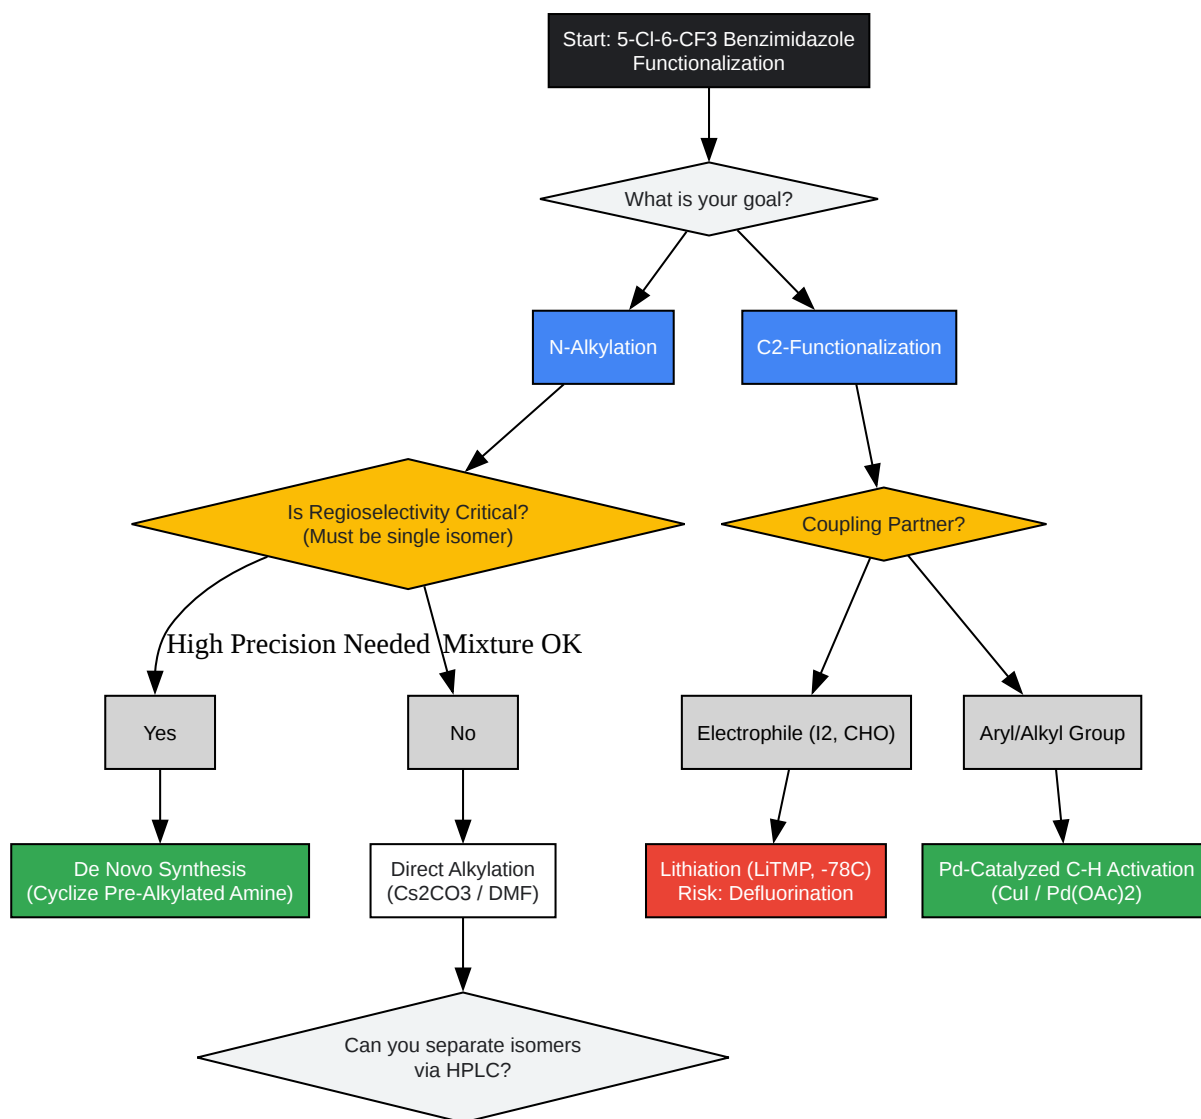 Start: 5-Cl-6-CF3 Benzimidazole
Functionalization
What is your goal?
N-Alkylation
C2-Functionalization
Is Regioselectivity Critical?
(Must be single isomer)
Coupling Partner?
High Precision Needed
Mixture OK
Yes
No
Electrophile (I2, CHO)
Aryl/Alkyl Group
De Novo Synthesis
(Cyclize Pre-Alkylated Amine)
Direct Alkylation
(Cs2CO3 / DMF)
Lithiation (LiTMP, -78C)
Risk: Defluorination
Pd-Catalyzed C-H Activation
(CuI / Pd(OAc)2)
Can you separate isomers
via HPLC?